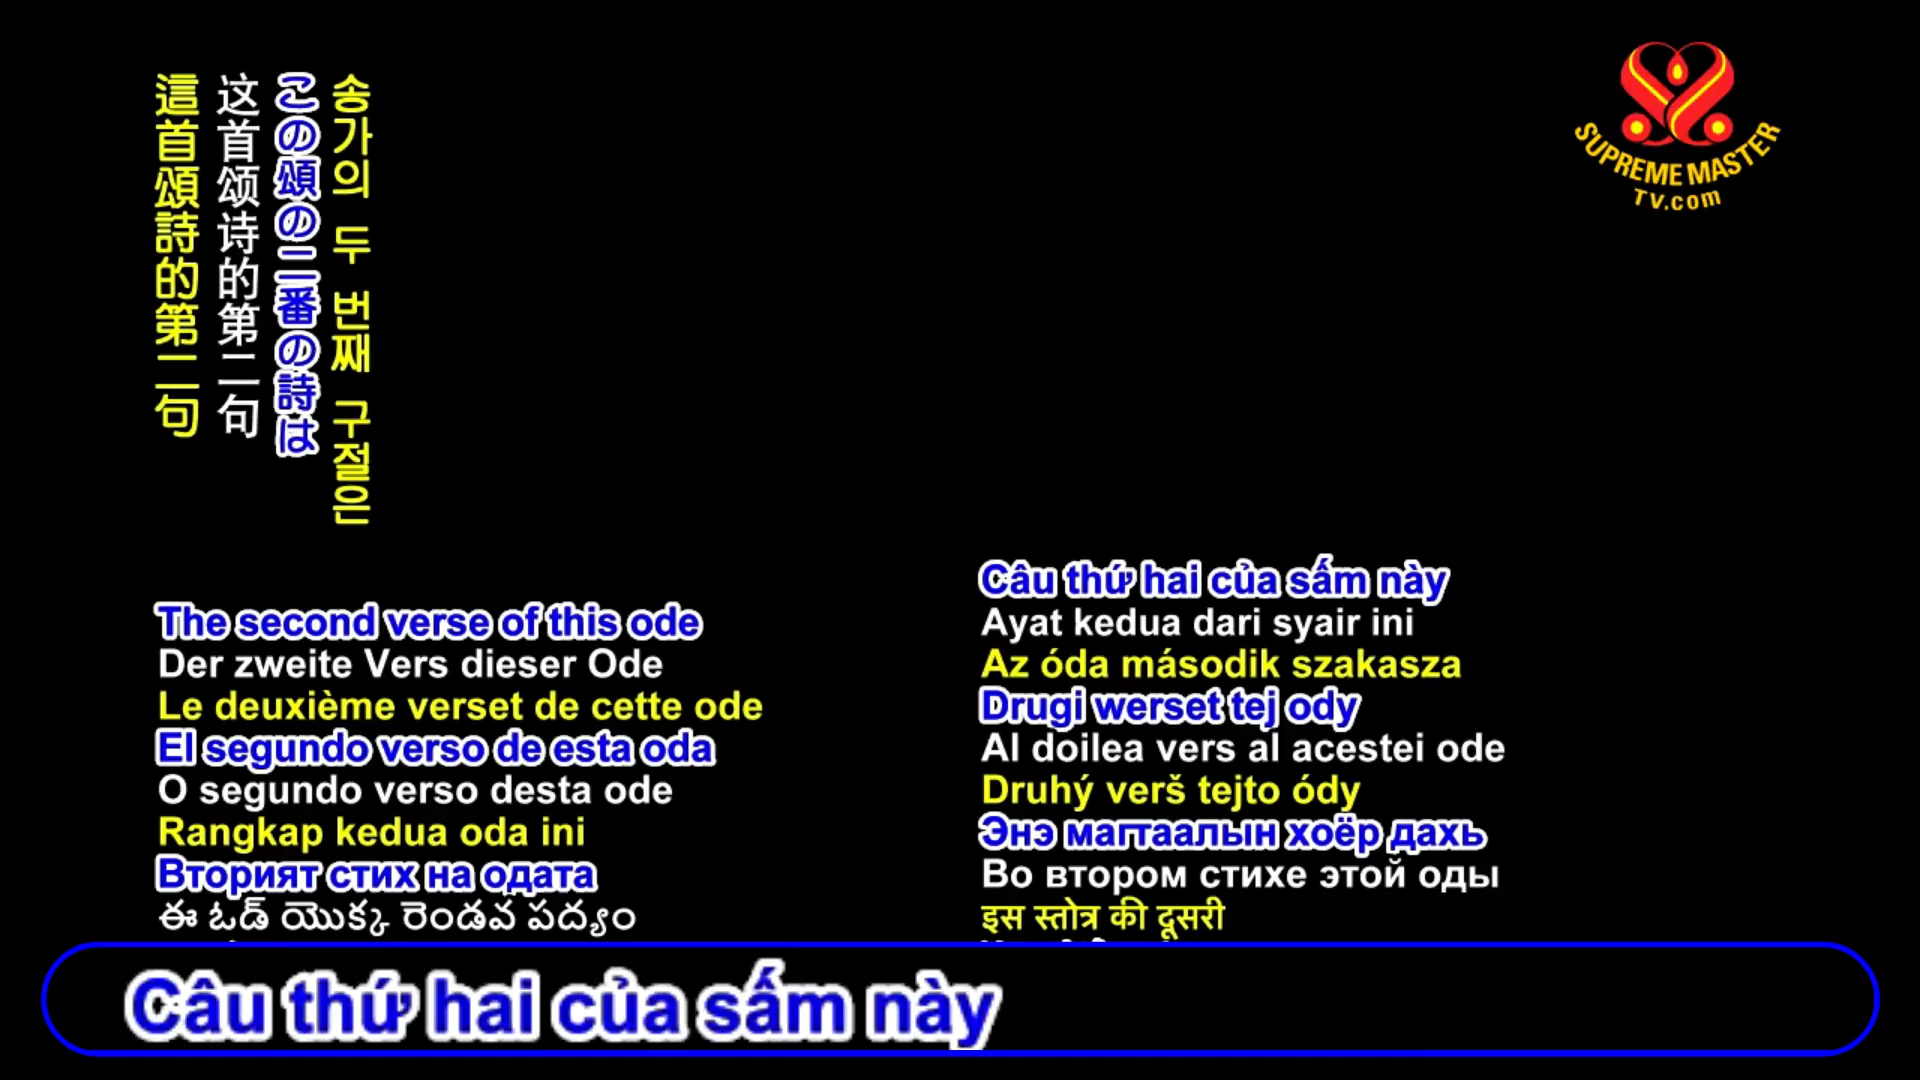 這首頌詩的第二句
这首颂诗的第二句
この頌の二番の詩は
송가의 두 번째 구절은
SUPREME MASTER
TV.com
The second verse of this ode
Der zweite Vers dieser Ode
Le deuxième verset de cette ode
El segundo verso de esta oda
O segundo verso desta ode
Rangkap kedua oda ini
Вторият стих на одата
ఈ ఓడ్ యొక్క రెండవ పద్యం
Câu thứ hai của sấm này
Ayat kedua dari syair ini
Az óda második szakasza
Drugi werset tej ody
Al doilea vers al acestei ode
Druhý verš tejto ódy
Энэ магтаалын хоёр дахь
Во втором стихе этой оды
इस स्तोत्र की दूसरी
Câu thứ hai của sấm này